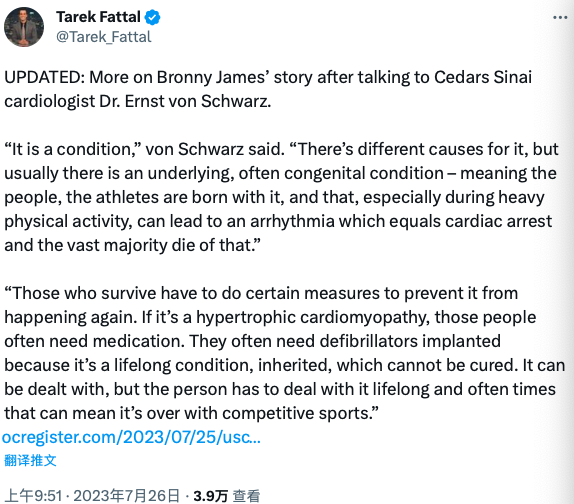 Tarek Fattal
@Tarek_Fattal
UPDATED: More on Bronny James’ story after talking to Cedars Sinai
cardiologist Dr. Ernst von Schwarz.
“It is a condition,” von Schwarz said. “There’s different causes for it, but
usually there is an underlying, often congenital condition – meaning the
people, the athletes are born with it, and that, especially during heavy
physical activity, can lead to an arrhythmia which equals cardiac arrest
and the vast majority die of that.”
“Those who survive have to do certain measures to prevent it from
happening again. If it’s a hypertrophic cardiomyopathy, those people
often need medication. They often need defibrillators implanted
because it’s a lifelong condition, inherited, which cannot be cured. It can
be dealt with, but the person has to deal with it lifelong and often times
that can mean it’s over with competitive sports.”
ocregister.com/2023/07/25/usc...
翻译推文
上午9:51 · 2023年7月26日 · 3.9万 查看